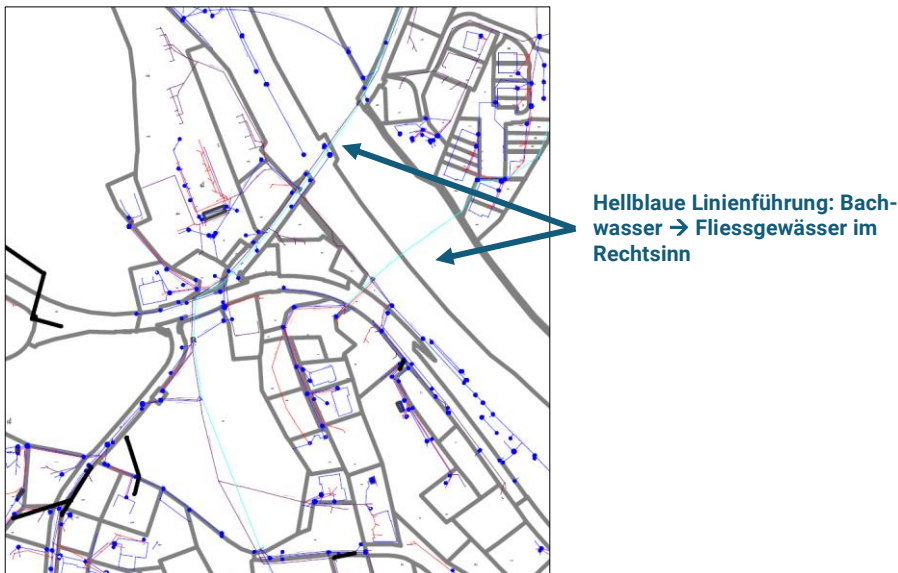 Hellblaue Linienführung: Bach-
wasser → Fliessgewässer im
Rechtsinn